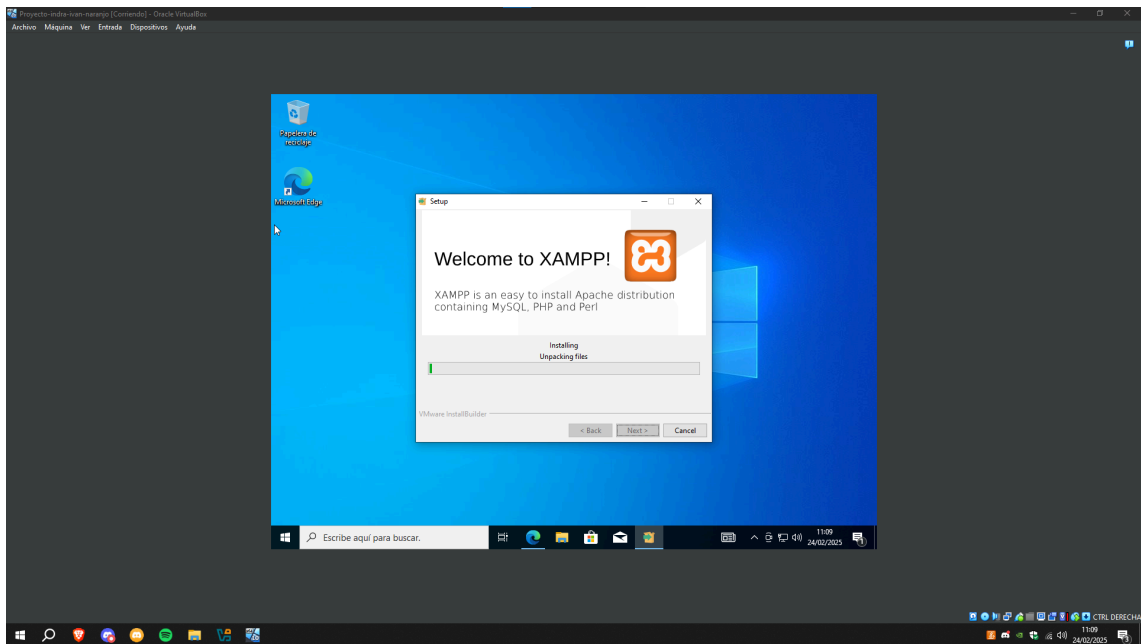 Proyecto-indra-ivan-naranjo [Corriendo] - Oracle VirtualBox
Archivo Máquina Ver Entrada Dispositivos Ayuda
Papelera de
reciclaje
Microsoft Edge
Setup
Welcome to XAMPP!
XAMPP is an easy to install Apache distribution
containing MySQL, PHP and Perl
Installing
Unpacking files
VMware InstallBuilder
< Back
Next >
Cancel
Escribe aquí para buscar.
11:09
24/02/2025
CTRL DERECHA
11:09
24/02/2025